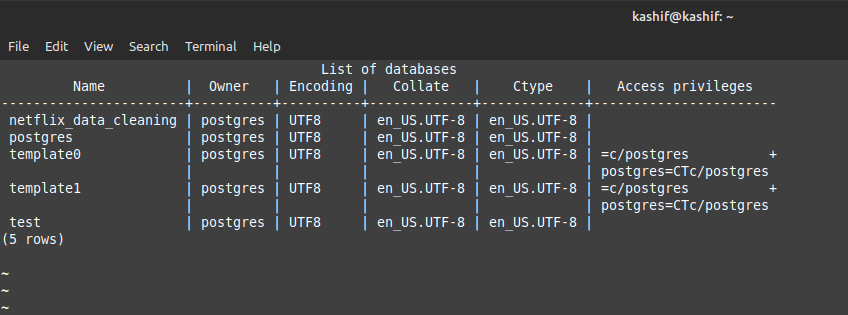 kashif@kashif: ~
File Edit View Search Terminal Help
                                       List of databases
         Name          |  Owner   | Encoding |   Collate   |    Ctype    |   Access privileges
-----------------------+----------+----------+-------------+-------------+-----------------------
 netflix_data_cleaning | postgres | UTF8     | en_US.UTF-8 | en_US.UTF-8 |
 postgres              | postgres | UTF8     | en_US.UTF-8 | en_US.UTF-8 |
 template0             | postgres | UTF8     | en_US.UTF-8 | en_US.UTF-8 | =c/postgres          +
                       |          |          |             |             | postgres=CTc/postgres
 template1             | postgres | UTF8     | en_US.UTF-8 | en_US.UTF-8 | =c/postgres          +
                       |          |          |             |             | postgres=CTc/postgres
 test                  | postgres | UTF8     | en_US.UTF-8 | en_US.UTF-8 |
(5 rows)
~
~
~